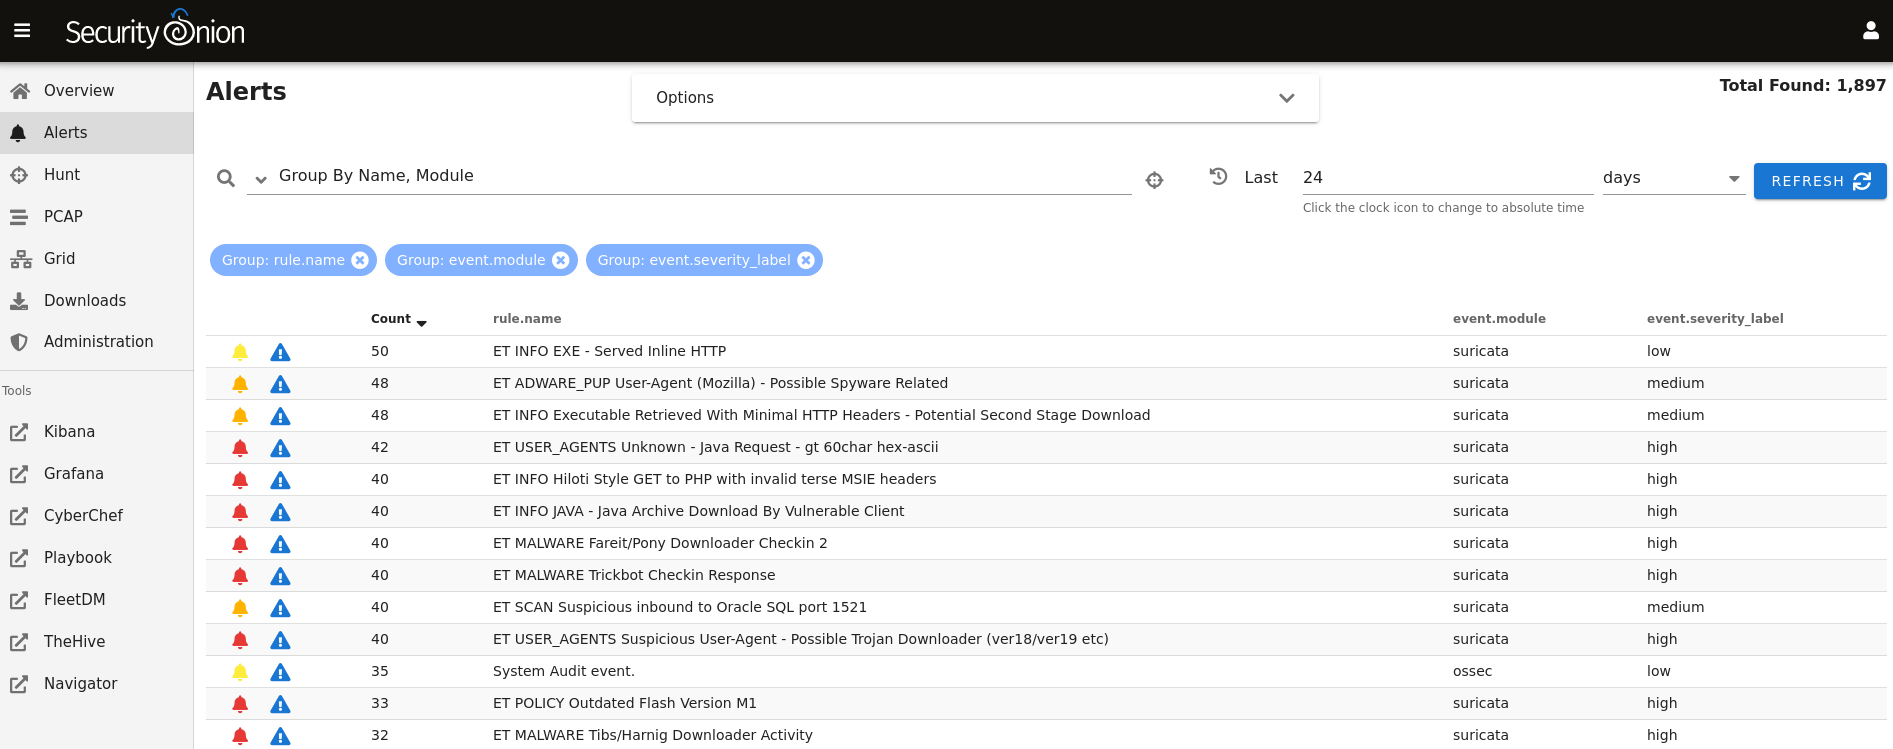 Security Onion
Overview
Alerts
Hunt
PCAP
Grid
Downloads
Administration
Tools
Kibana
Grafana
CyberChef
Playbook
FleetDM
TheHive
Navigator
Alerts
Options
Total Found: 1,897
Group By Name, Module
Last 24 days REFRESH
Click the clock icon to change to absolute time
Group: rule.name Group: event.module Group: event.severity_label
Count rule.name event.module event.severity_label
50 ET INFO EXE - Served Inline HTTP suricata low
48 ET ADWARE_PUP User-Agent (Mozilla) - Possible Spyware Related suricata medium
48 ET INFO Executable Retrieved With Minimal HTTP Headers - Potential Second Stage Download suricata medium
42 ET USER_AGENTS Unknown - Java Request - gt 60char hex-ascii suricata high
40 ET INFO Hiloti Style GET to PHP with invalid terse MSIE headers suricata high
40 ET INFO JAVA - Java Archive Download By Vulnerable Client suricata high
40 ET MALWARE Fareit/Pony Downloader Checkin 2 suricata high
40 ET MALWARE Trickbot Checkin Response suricata high
40 ET SCAN Suspicious inbound to Oracle SQL port 1521 suricata medium
40 ET USER_AGENTS Suspicious User-Agent - Possible Trojan Downloader (ver18/ver19 etc) suricata high
35 System Audit event. ossec low
33 ET POLICY Outdated Flash Version M1 suricata high
32 ET MALWARE Tibs/Harnig Downloader Activity suricata high